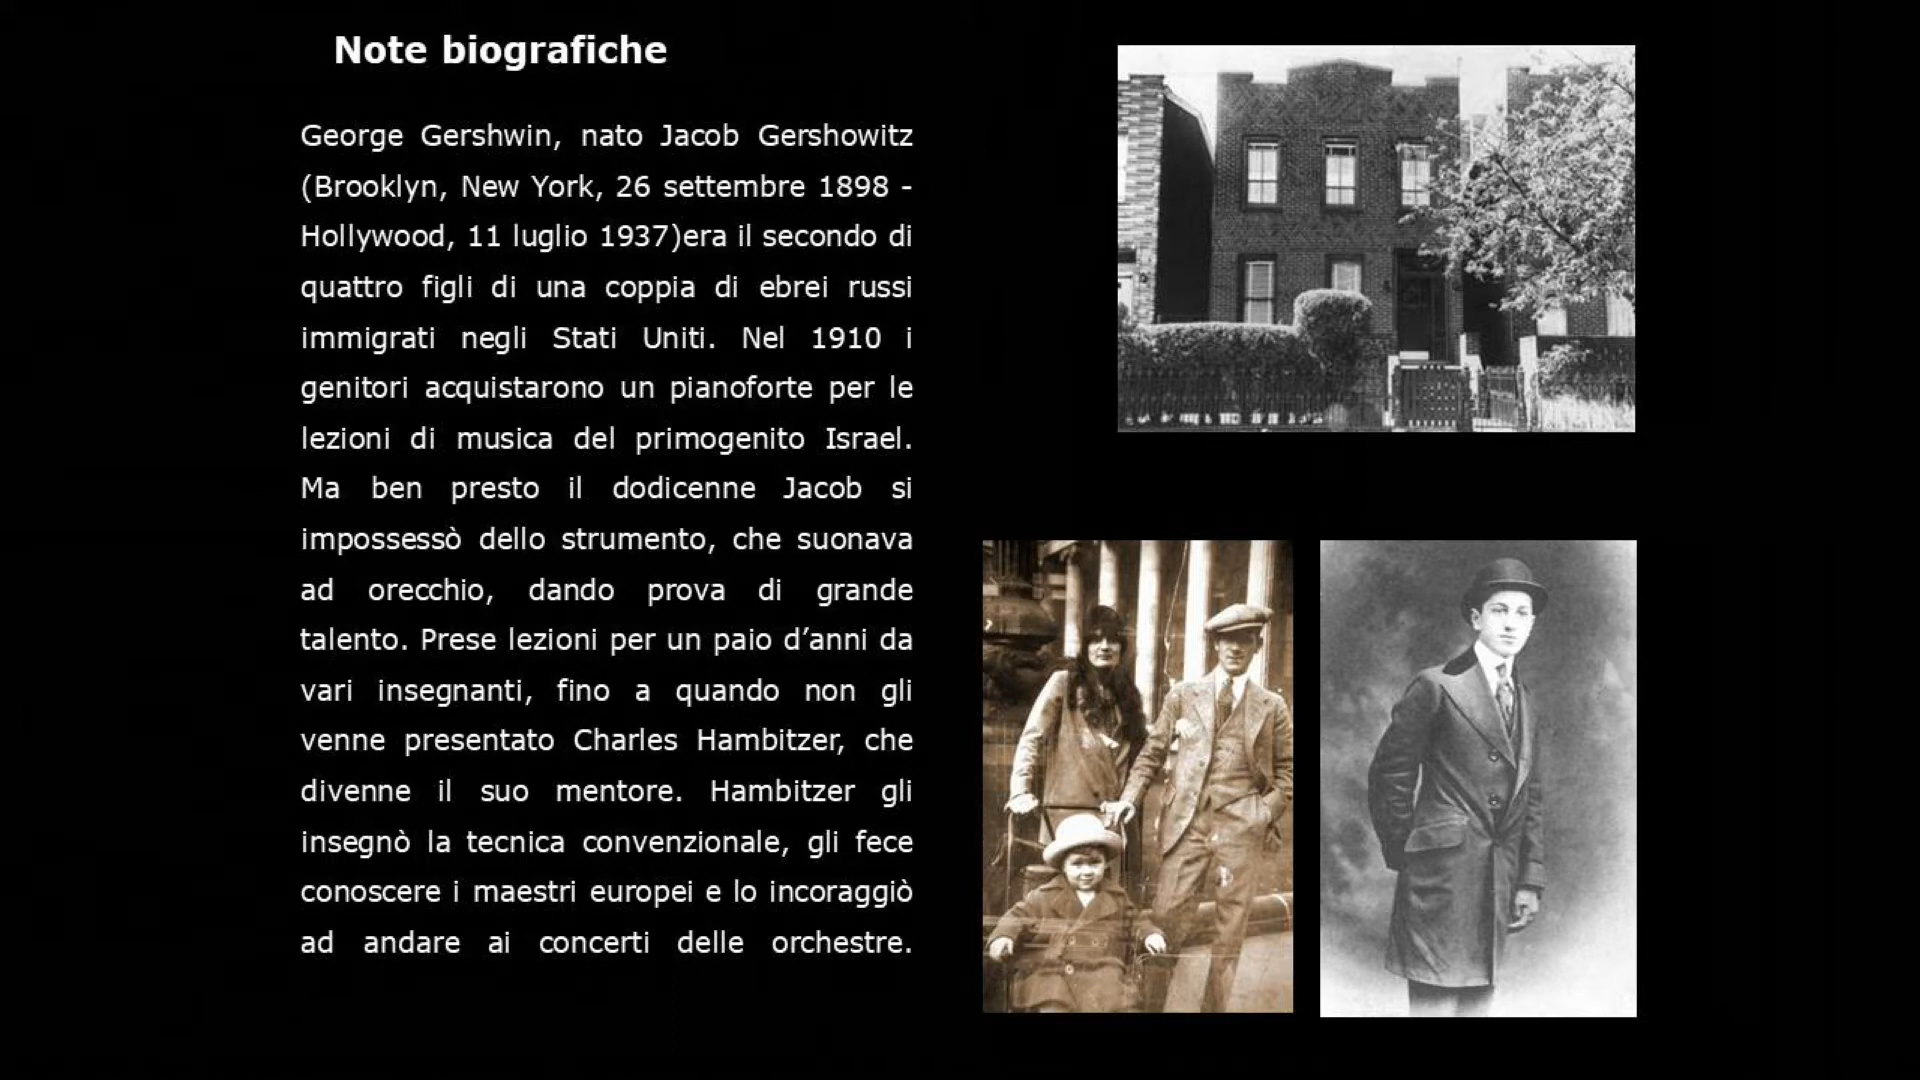 Note biografiche
George Gershwin, nato Jacob Gershowitz
(Brooklyn, New York, 26 settembre 1898 -
Hollywood, 11 luglio 1937)era il secondo di
quattro figli di una coppia di ebrei russi
immigrati negli Stati Uniti. Nel 1910 i
genitori acquistarono un pianoforte per le
lezioni di musica del primogenito Israel.
Ma ben presto il dodicenne Jacob si
impossessò dello strumento, che suonava
ad orecchio, dando prova di grande
talento. Prese lezioni per un paio d’anni da
vari insegnanti, fino a quando non gli
venne presentato Charles Hambitzer, che
divenne il suo mentore. Hambitzer gli
insegnò la tecnica convenzionale, gli fece
conoscere i maestri europei e lo incoraggiò
ad andare ai concerti delle orchestre.